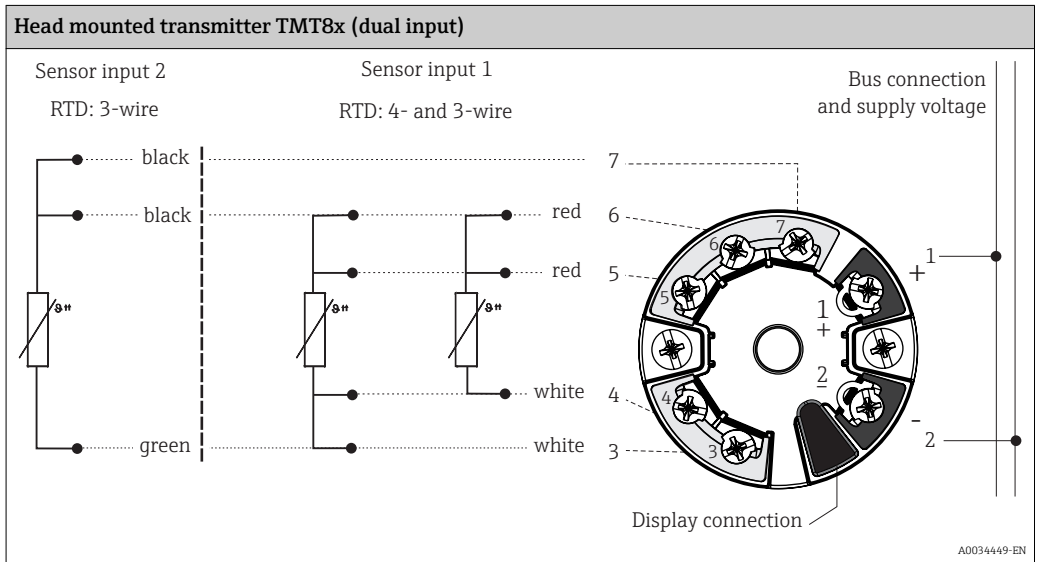 Head mounted transmitter TMT8x (dual input)
Sensor input 2
RTD: 3-wire
Sensor input 1
RTD: 4- and 3-wire
Bus connection
and supply voltage
black
black
green
red
red
white
white
7
6
5
4
3
7
6
5
4
3
1
+
2
-
1
+
-
2
Display connection
ϑ
ϑ
ϑ
A0034449-EN